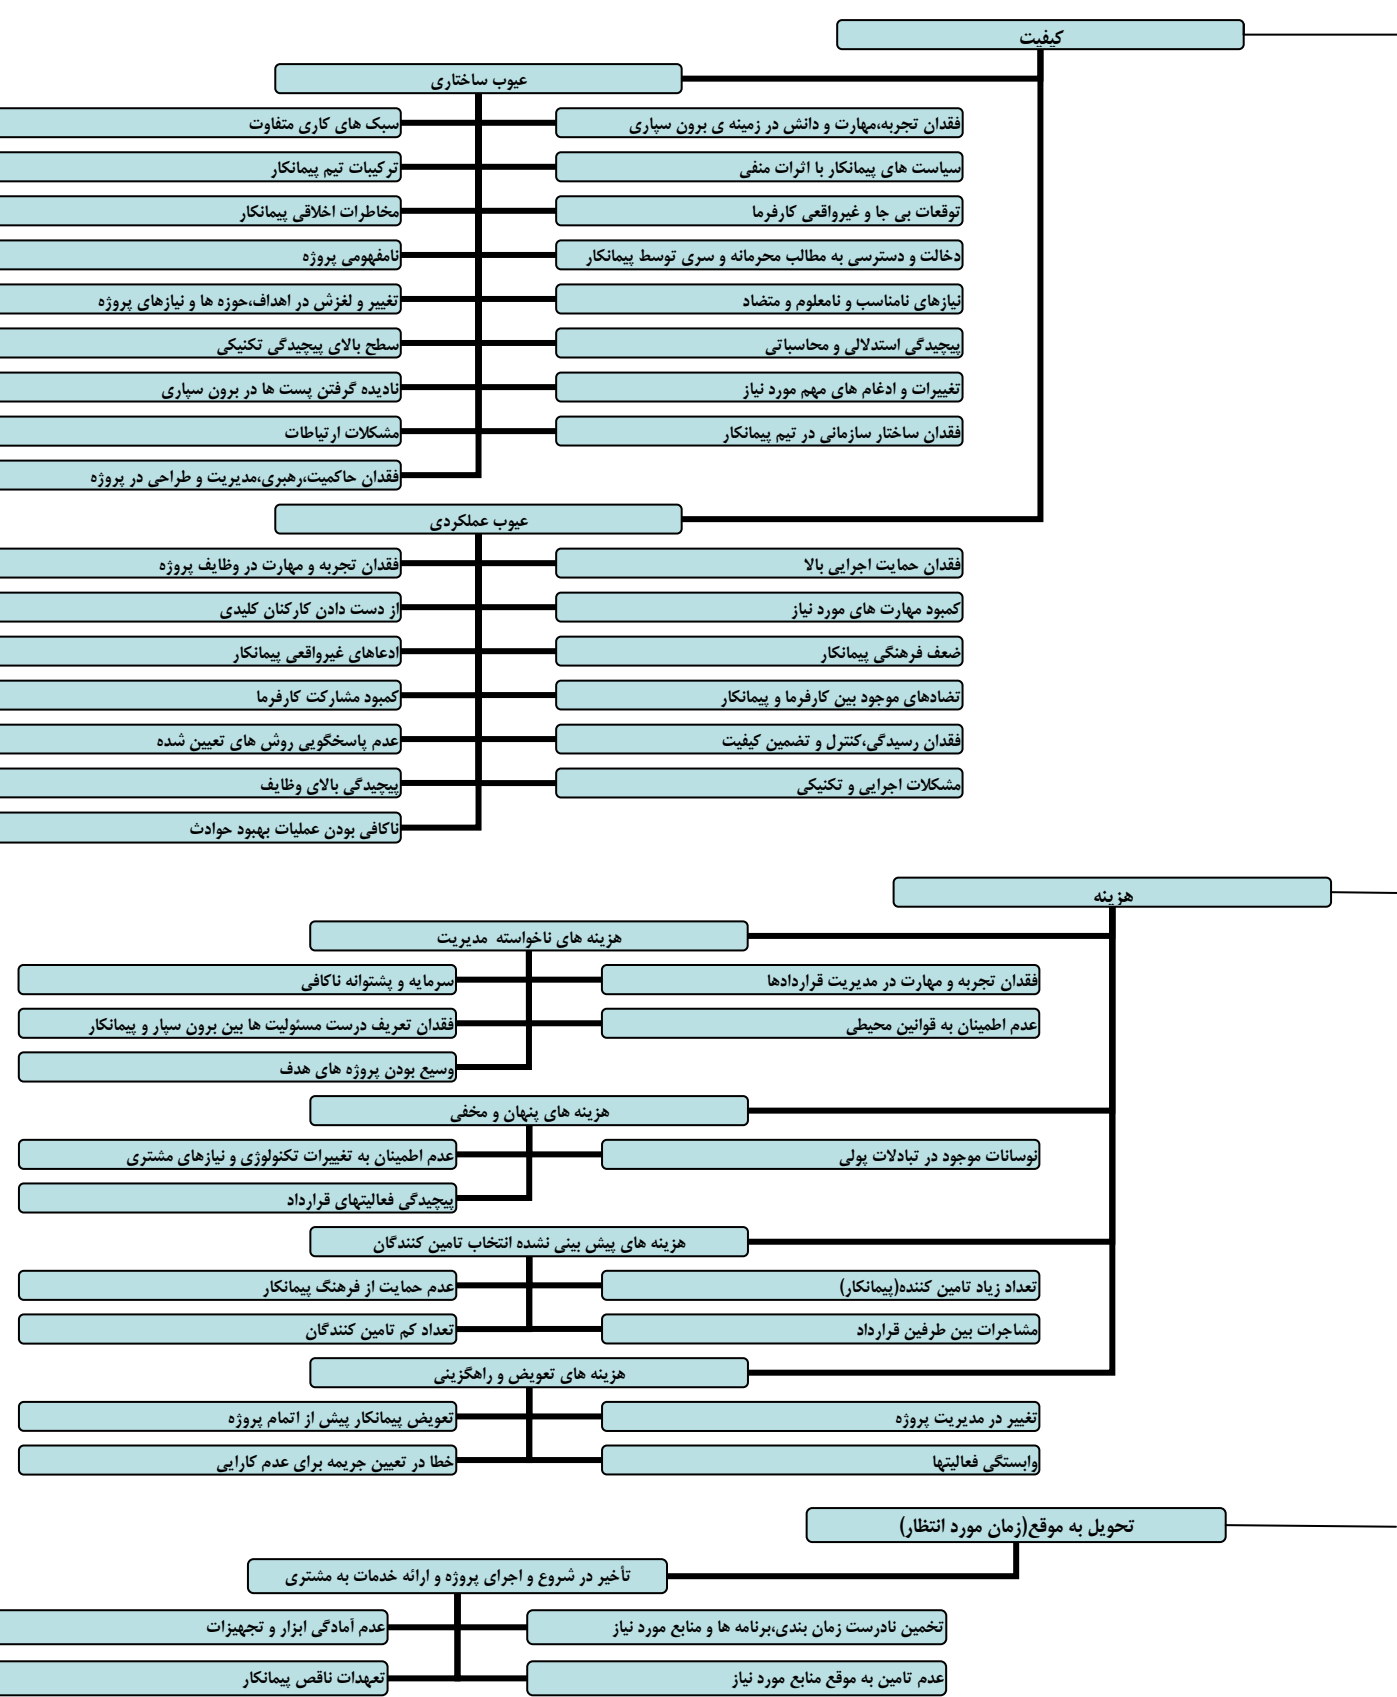 کیفیت
عیوب ساختاری
فقدان تجربه،مهارت و دانش در زمینه ی برون سپاری
سبک های کاری متفاوت
سیاست های پیمانکار با اثرات منفی
ترکیبات تیم پیمانکار
توقعات بی جا و غیرواقعی کارفرما
مخاطرات اخلاقی پیمانکار
دخالت و دسترسی به مطالب محرمانه و سری توسط پیمانکار
نامفهومی پروژه
نیازهای نامناسب و نامعلوم و متضاد
تغییر و لغزش در اهداف،حوزه ها و نیازهای پروژه
پیچیدگی استدلالی و محاسباتی
سطح بالای پیچیدگی تکنیکی
تغییرات و ادغام های مهم مورد نیاز
نادیده گرفتن پست ها در برون سپاری
فقدان ساختار سازمانی در تیم پیمانکار
مشکلات ارتباطات
فقدان حاکمیت،رهبری،مدیریت و طراحی در پروژه
عیوب عملکردی
فقدان حمایت اجرایی بالا
فقدان تجربه و مهارت در وظایف پروژه
کمبود مهارت های مورد نیاز
از دست دادن کارکنان کلیدی
ضعف فرهنگی پیمانکار
ادعاهای غیرواقعی پیمانکار
تضادهای موجود بین کارفرما و پیمانکار
کمبود مشارکت کارفرما
فقدان رسیدگی،کنترل و تضمین کیفیت
عدم پاسخگویی روش های تعیین شده
مشکلات اجرایی و تکنیکی
پیچیدگی بالای وظایف
ناکافی بودن عملیات بهبود حوادث
هزینه
هزینه های ناخواسته مدیریت
فقدان تجربه و مهارت در مدیریت قراردادها
سرمایه و پشتوانه ناکافی
عدم اطمینان به قوانین محیطی
فقدان تعریف درست مسئولیت ها بین برون سپار و پیمانکار
وسیع بودن پروژه های هدف
هزینه های پنهان و مخفی
نوسانات موجود در تبادلات پولی
عدم اطمینان به تغییرات تکنولوژی و نیازهای مشتری
پیچیدگی فعالیتهای قرارداد
هزینه های پیش بینی نشده انتخاب تامین کنندگان
تعداد زیاد تامین کننده(پیمانکار)
عدم حمایت از فرهنگ پیمانکار
مشاجرات بین طرفین قرارداد
تعداد کم تامین کنندگان
هزینه های تعویض و راهگزینی
تغییر در مدیریت پروژه
تعویض پیمانکار پیش از اتمام پروژه
وابستگی فعالیتها
خطا در تعیین جریمه برای عدم کارایی
تحویل به موقع(زمان مورد انتظار)
تأخیر در شروع و اجرای پروژه و ارائه خدمات به مشتری
تخمین نادرست زمان بندی،برنامه ها و منابع مورد نیاز
عدم آمادگی ابزار و تجهیزات
عدم تامین به موقع منابع مورد نیاز
تعهدات ناقص پیمانکار